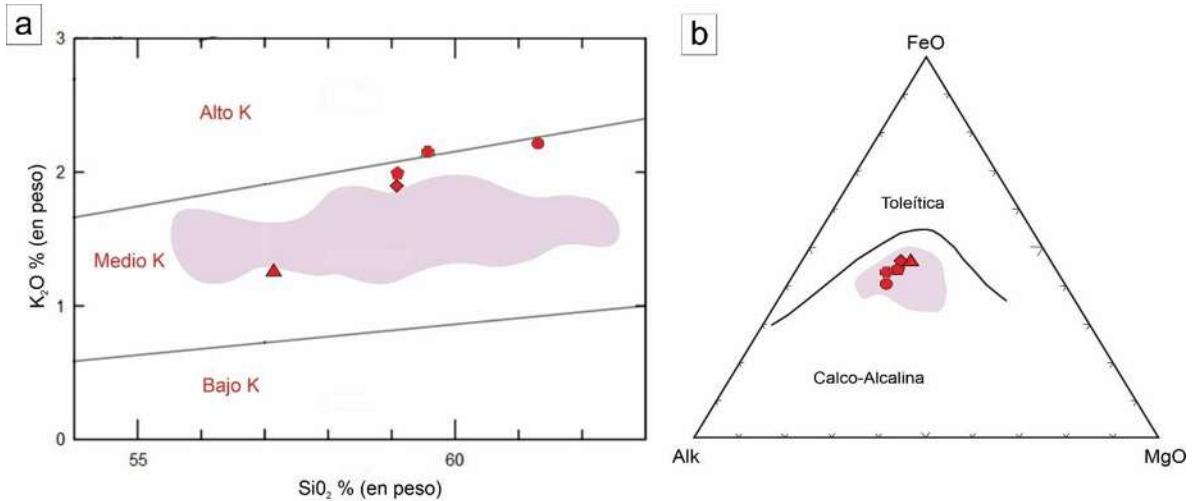 a
3
2
1
0
K₂O % (en peso)
Alto K
Medio K
Bajo K
55
60
Si0₂ % (en peso)
b
FeO
Toleítica
Calco-Alcalina
Alk
MgO